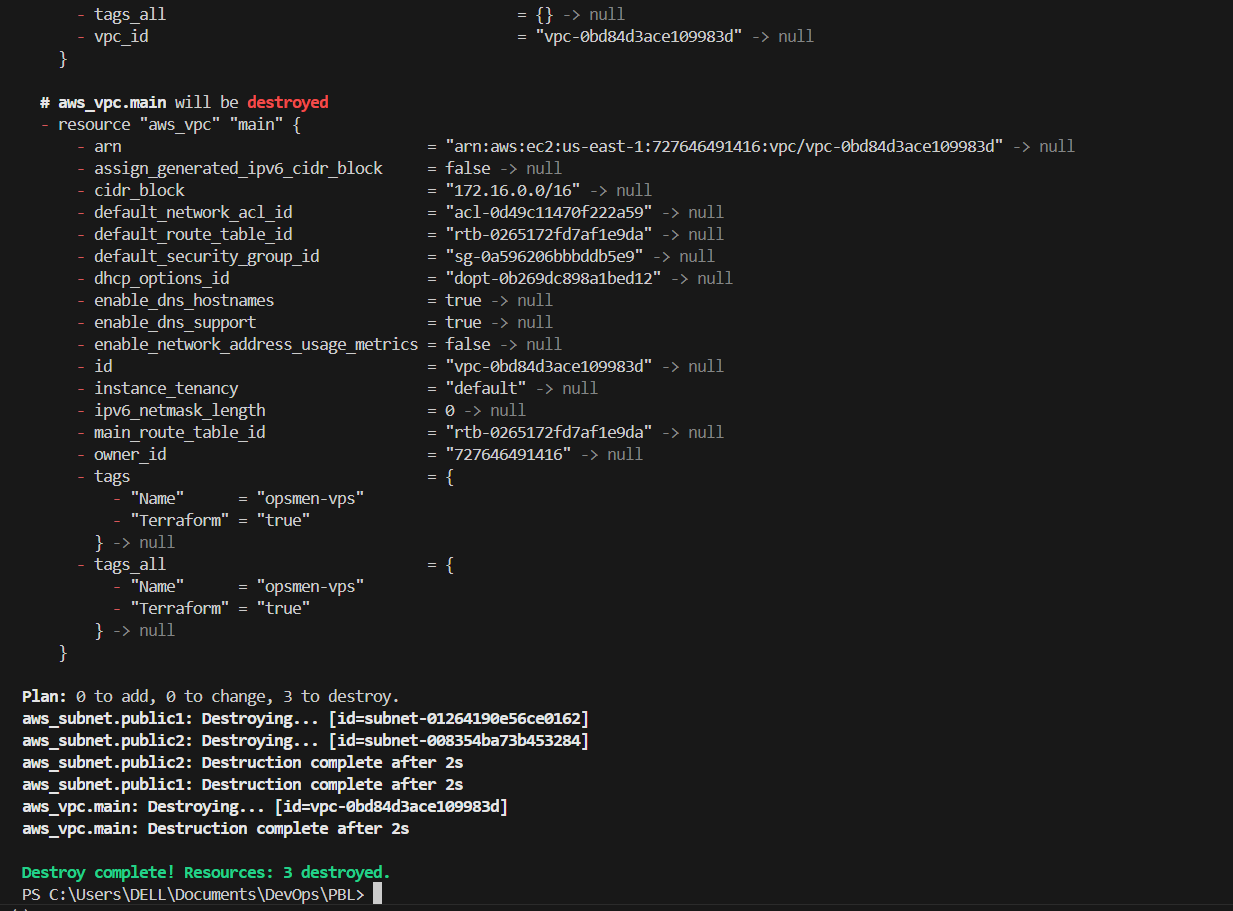 - tags_all = {} -> null
- vpc_id = "vpc-0bd84d3ace109983d" -> null
}
# aws_vpc.main will be destroyed
- resource "aws_vpc" "main" {
- arn = "arn:aws:ec2:us-east-1:727646491416:vpc/vpc-0bd84d3ace109983d" -> null
- assign_generated_ipv6_cidr_block = false -> null
- cidr_block = "172.16.0.0/16" -> null
- default_network_acl_id = "acl-0d49c11470f222a59" -> null
- default_route_table_id = "rtb-0265172fd7af1e9da" -> null
- default_security_group_id = "sg-0a596206bbbddb5e9" -> null
- dhcp_options_id = "dopt-0b269dc898a1bed12" -> null
- enable_dns_hostnames = true -> null
- enable_dns_support = true -> null
- enable_network_address_usage_metrics = false -> null
- id = "vpc-0bd84d3ace109983d" -> null
- instance_tenancy = "default" -> null
- ipv6_netmask_length = 0 -> null
- main_route_table_id = "rtb-0265172fd7af1e9da" -> null
- owner_id = "727646491416" -> null
- tags = {
- "Name" = "opsmen-vps"
- "Terraform" = "true"
} -> null
- tags_all = {
- "Name" = "opsmen-vps"
- "Terraform" = "true"
} -> null
}
Plan: 0 to add, 0 to change, 3 to destroy.
aws_subnet.public1: Destroying... [id=subnet-01264190e56ce0162]
aws_subnet.public2: Destroying... [id=subnet-008354ba73b453284]
aws_subnet.public2: Destruction complete after 2s
aws_subnet.public1: Destruction complete after 2s
aws_vpc.main: Destroying... [id=vpc-0bd84d3ace109983d]
aws_vpc.main: Destruction complete after 2s
Destroy complete! Resources: 3 destroyed.
PS C:\Users\DELL\Documents\DevOps\PBL>